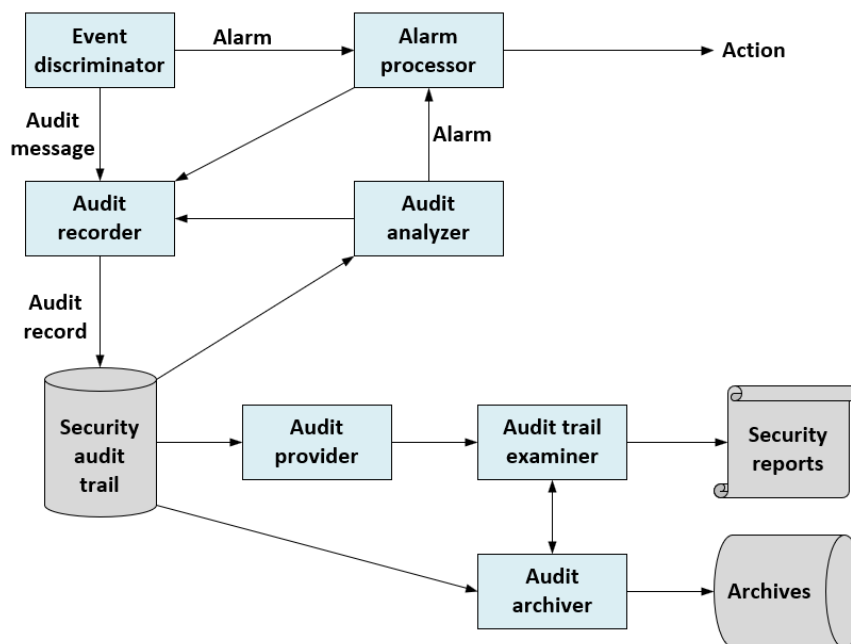 Event
discriminator
Alarm
Alarm
processor
Action
Audit
message
Alarm
Audit
recorder
Audit
analyzer
Audit
record
Security
audit
trail
Audit
provider
Audit trail
examiner
Security
reports
Audit
archiver
Archives